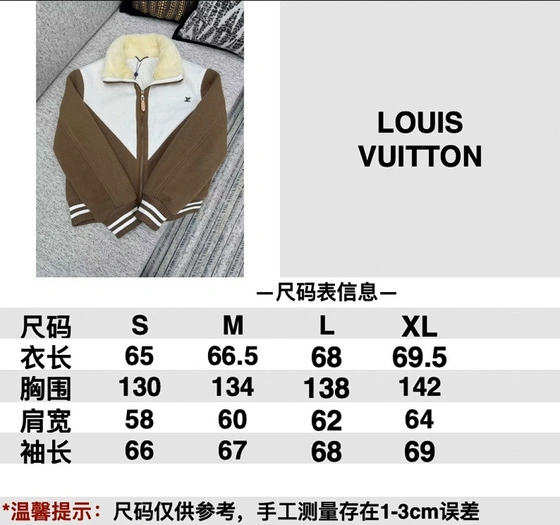 LOUIS
VUITTON
—尺码表信息—
尺码 S M L XL
衣长 65 66.5 68 69.5
胸围 130 134 138 142
肩宽 58 60 62 64
袖长 66 67 68 69
*温馨提示：尺码仅供参考，手工测量存在1-3cm误差